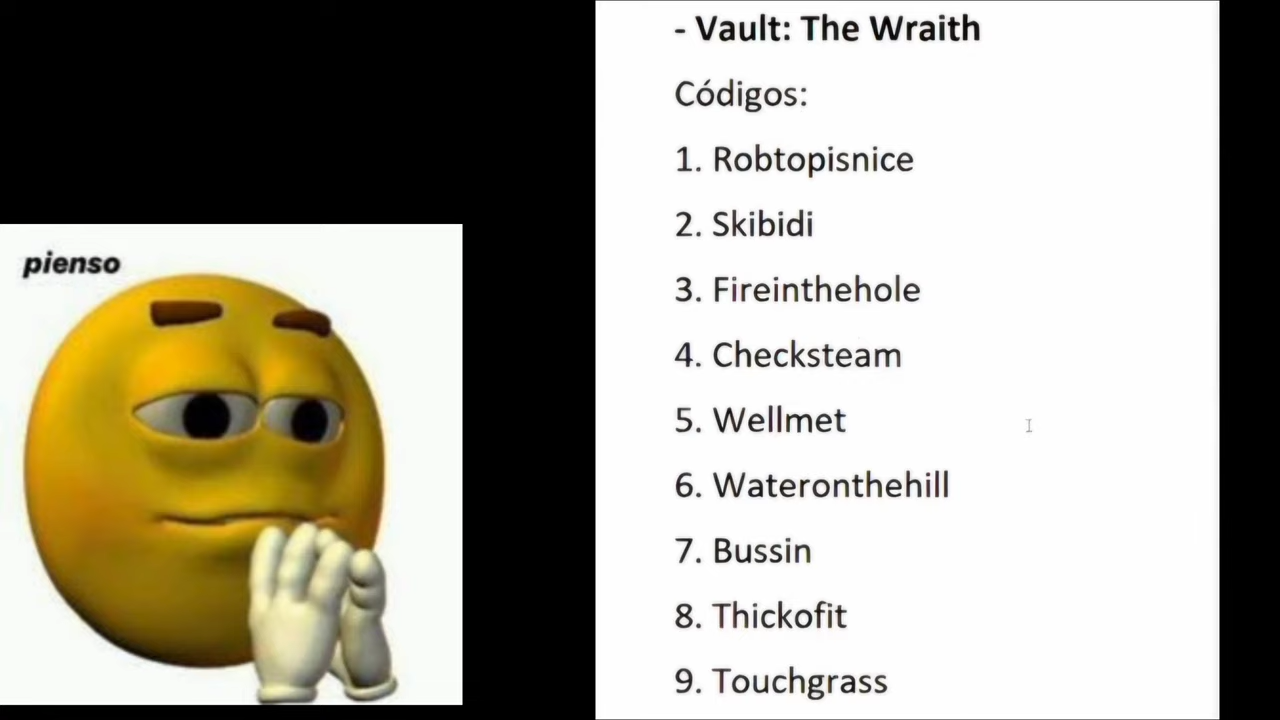 pienso
- Vault: The Wraith
Códigos:
1. Robtopisnice
2. Skibidi
3. Fireinthehole
4. Checksteam
5. Wellmet
6. Wateronthehill
7. Bussin
8. Thickofit
9. Touchgrass